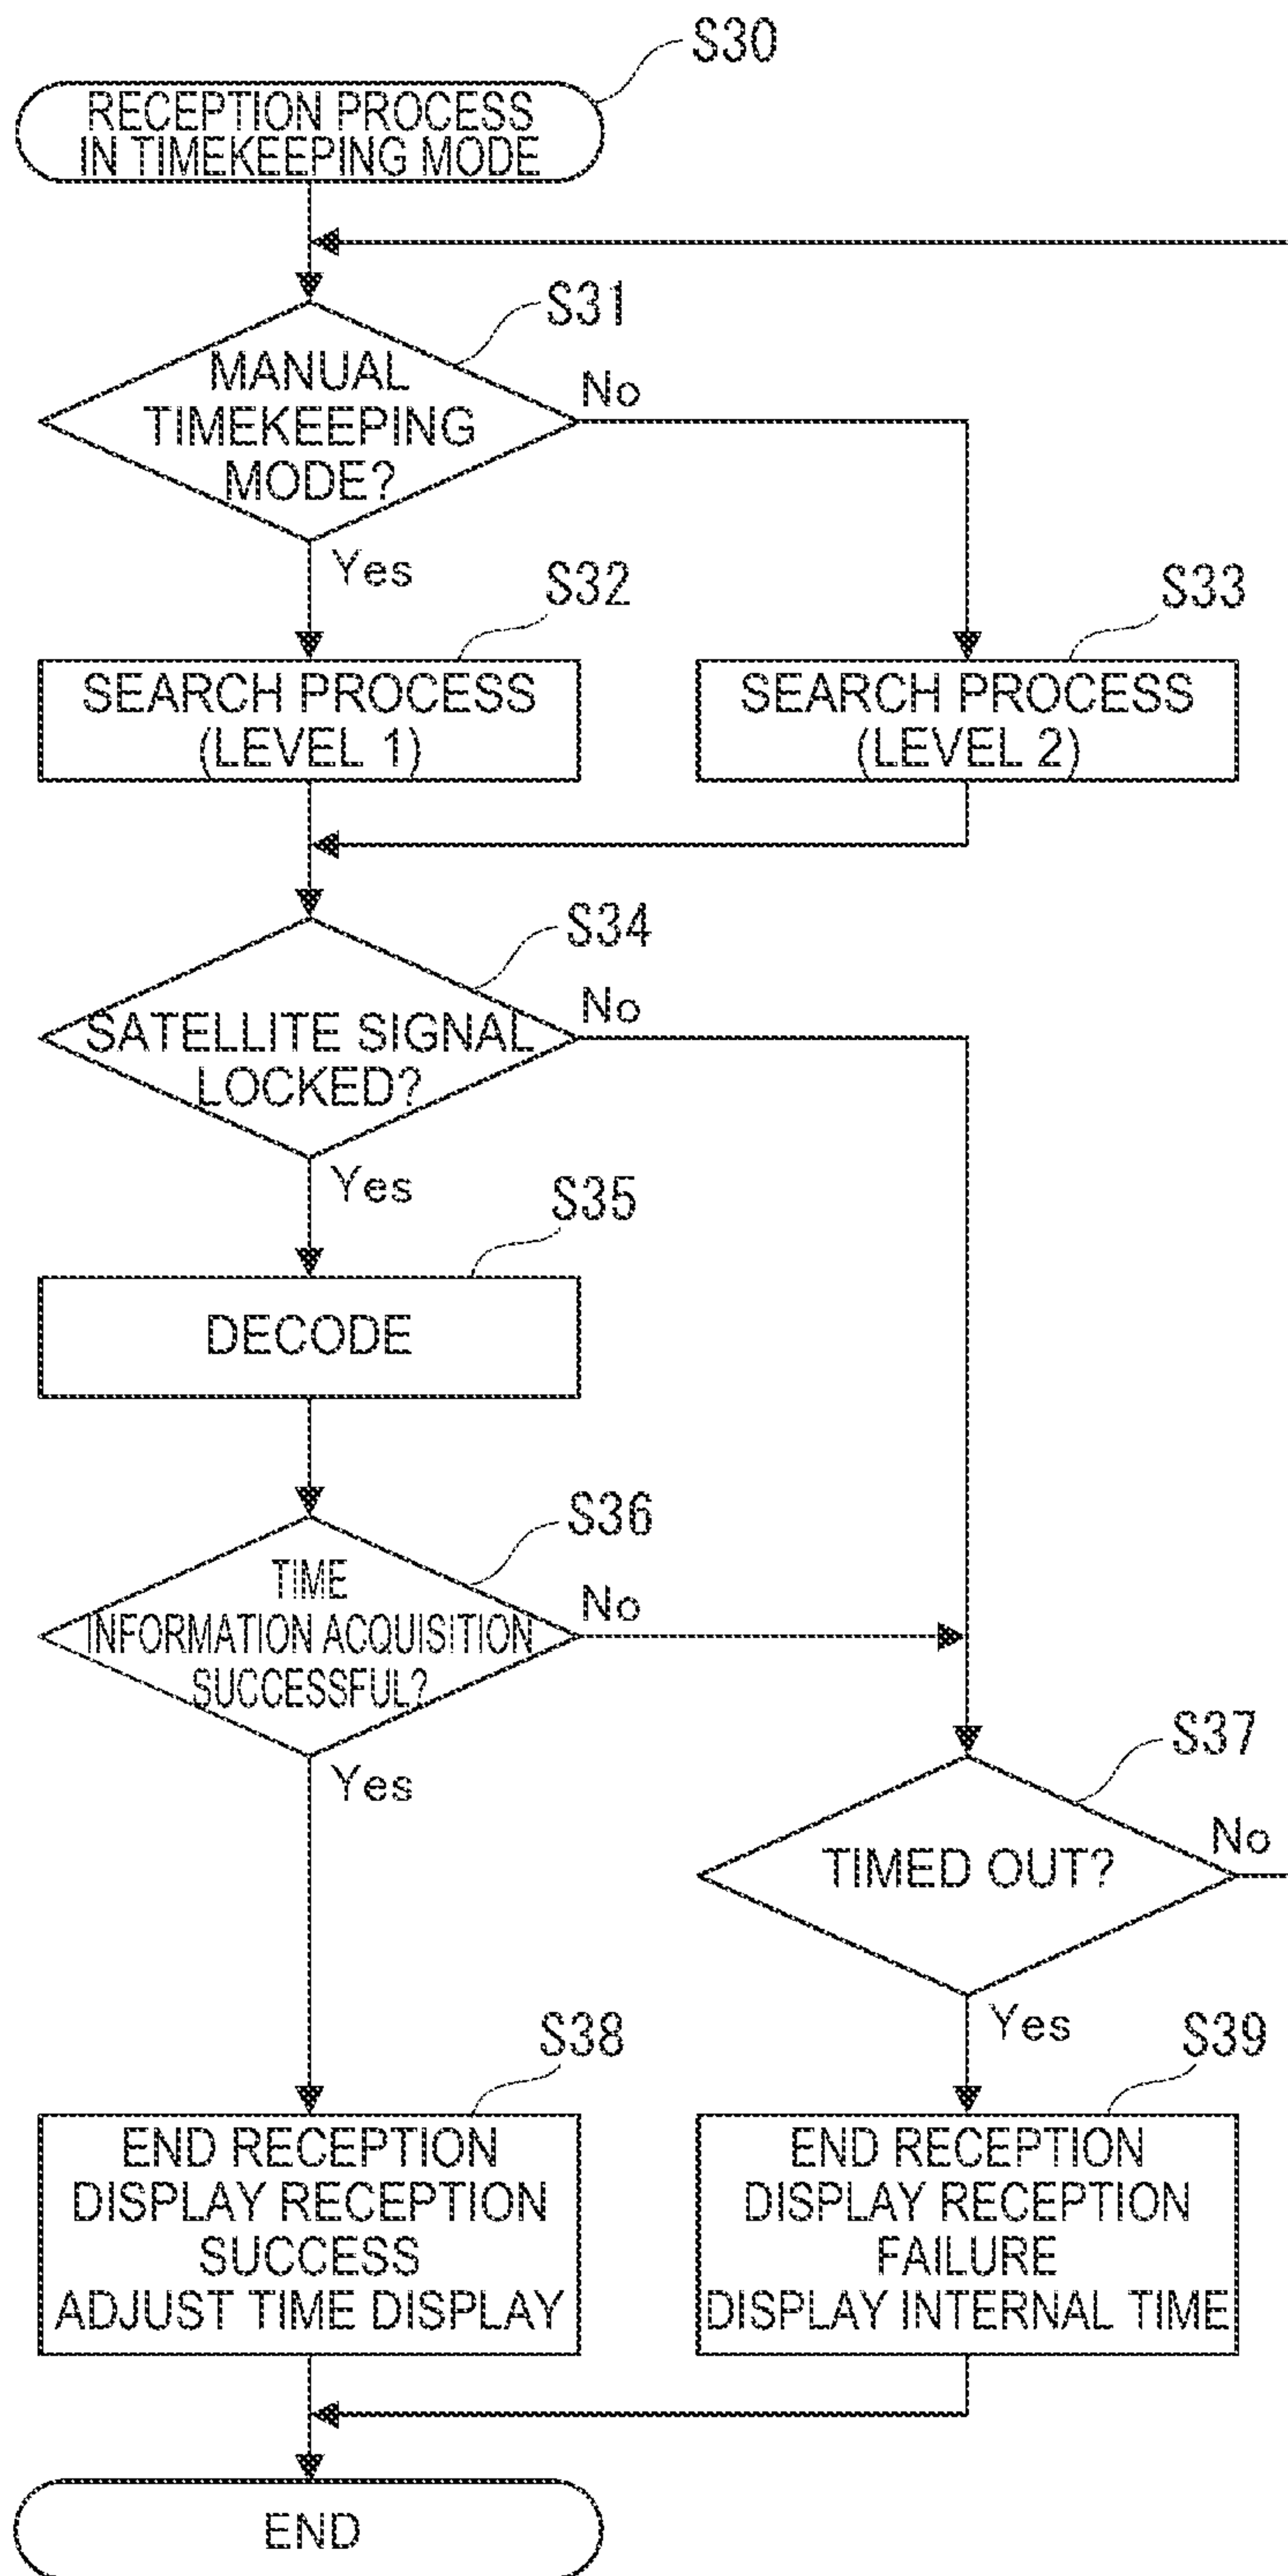 S30
RECEPTION PROCESS
IN TIMEKEEPING MODE
S31
MANUAL
TIMEKEEPING
MODE?
No
Yes
S32
S33
SEARCH PROCESS
(LEVEL 1)
SEARCH PROCESS
(LEVEL 2)
S34
SATELLITE SIGNAL
LOCKED?
No
Yes
S35
DECODE
S36
TIME
INFORMATION ACQUISITION
SUCCESSFUL?
No
Yes
S37
TIMED OUT?
No
Yes
S38
S39
END RECEPTION
DISPLAY RECEPTION
SUCCESS
ADJUST TIME DISPLAY
END RECEPTION
DISPLAY RECEPTION
FAILURE
DISPLAY INTERNAL TIME
END